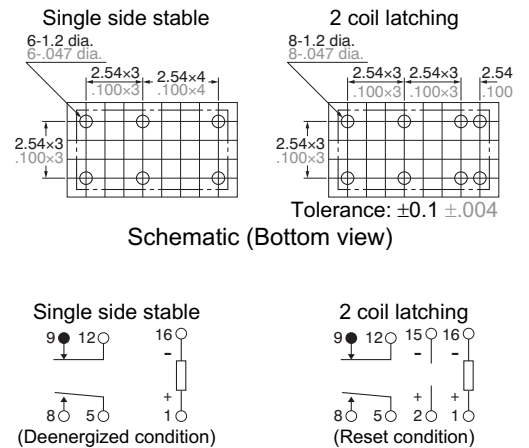 Single side stable
2 coil latching
6-1.2 dia.
6-.047 dia.
8-1.2 dia.
8-.047 dia.
2.54×3
2.54×4
.100×3
.100×4
2.54×3
2.54×3
2.54
.100×3
.100×3
.100
2.54×3
.100×3
2.54×3
.100×3
Tolerance: ±0.1 ±.004
Schematic (Bottom view)
Single side stable
2 coil latching
9 12 16
9 12 15 16
–
– –
+
+ +
8 5 1
8 5 2 1
(Deenergized condition)
(Reset condition)